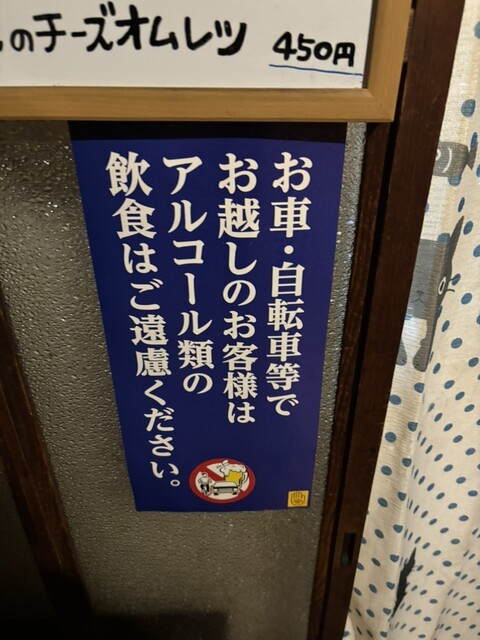 のチーズオムレツ 450円
お車・自転車等で
お越しのお客様は
アルコール類の
飲食はご遠慮ください。